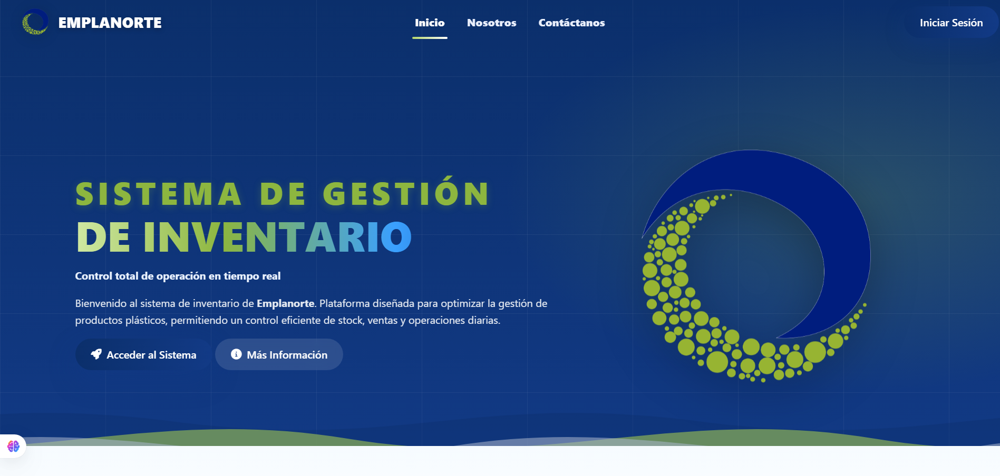 EMPLANORTE
Inicio
Nosotros
Contáctanos
Iniciar Sesión
SISTEMA DE GESTIÓN
DE INVENTARIO
Control total de operación en tiempo real
Bienvenido al sistema de inventario de Emplanorte. Plataforma diseñada para optimizar la gestión de
productos plásticos, permitiendo un control eficiente de stock, ventas y operaciones diarias.
Acceder al Sistema
Más Información